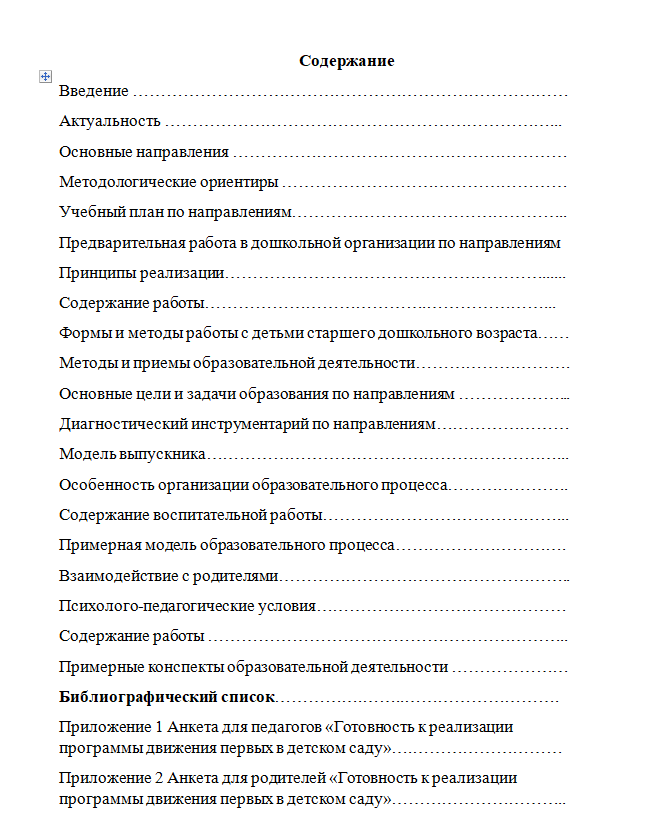 Содержание
Введение ……………………………………………………………………
Актуальность ……………………………………………………………..
Основные направления ……………………………………………………
Методологические ориентиры ……………………………………………
Учебный план по направлениям…………………………………………..
Предварительная работа в дошкольной организации по направлениям
Принципы реализации…………………………………………………......
Содержание работы……………………………………………………...
Формы и методы работы с детьми старшего дошкольного возраста……
Методы и приемы образовательной деятельности……………………….
Основные цели и задачи образования по направлениям ………………...
Диагностический инструментарий по направлениям……………………
Модель выпускника………………………………………………………...
Особенность организации образовательного процесса………………….
Содержание воспитательной работы……………………………………...
Примерная модель образовательного процесса…………………………
Взаимодействие с родителями……………………………………………..
Психолого-педагогические условия………………………………………
Содержание работы ………………………………………………………..
Примерные конспекты образовательной деятельности …………………
Библиографический список……………………………………………
Приложение 1 Анкета для педагогов «Готовность к реализации
программы движения первых в детском саду»…………………………
Приложение 2 Анкета для родителей «Готовность к реализации
программы движения первых в детском саду»…………………………..